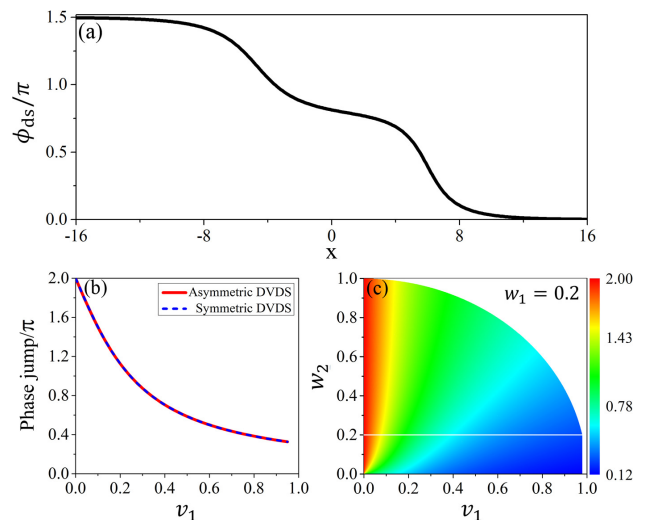 (a)
ϕ_ds/π
1.5
1.0
0.5
0.0
-16 -8 0 8 16
x
(b)
Phase jump/π
2.0
1.6
1.2
0.8
0.4
0.0
Asymmetric DVDS
Symmetric DVDS
0.0 0.2 0.4 0.6 0.8 1.0
v₁
(c)
w₁ = 0.2
w₂
1.0
0.8
0.6
0.4
0.2
0.0
0.0 0.2 0.4 0.6 0.8 1.0
v₁
2.00
1.43
0.78
0.12